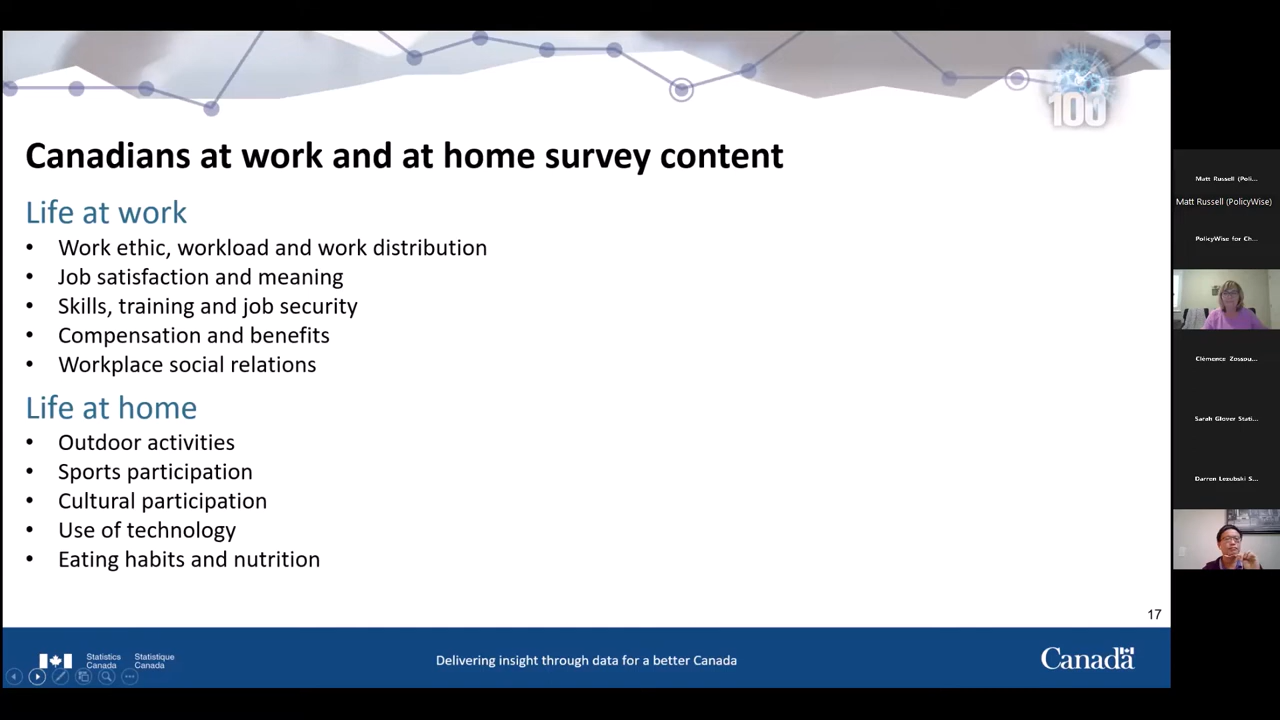 100
Canadians at work and at home survey content
Life at work
• Work ethic, workload and work distribution
• Job satisfaction and meaning
• Skills, training and job security
• Compensation and benefits
• Workplace social relations
Life at home
• Outdoor activities
• Sports participation
• Cultural participation
• Use of technology
• Eating habits and nutrition
17
Statistics Canada
Statistique Canada
Delivering insight through data for a better Canada
Canada
Matt Russell (Poli...
Matt Russell (PolicyWise)
PolicyWise for Ch...
Clémence Zossou...
Sarah Glover Stati...
Darren Lezubski S...